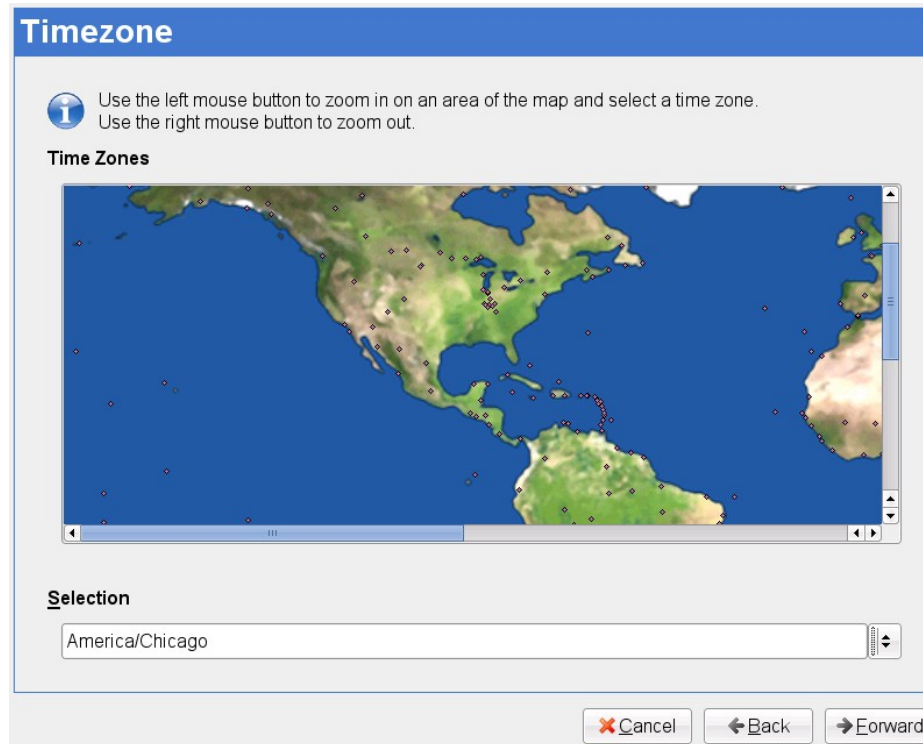 Timezone
Use the left mouse button to zoom in on an area of the map and select a time zone.
Use the right mouse button to zoom out.
Time Zones
Selection
America/Chicago
Cancel
Back
Forward